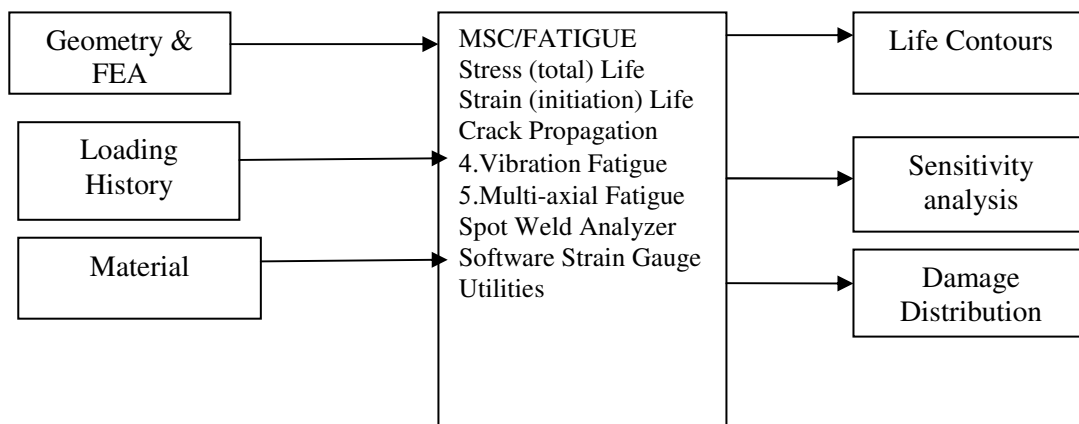 Geometry &
FEA
Loading
History
Material
MSC/FATIGUE
Stress (total) Life
Strain (initiation) Life
Crack Propagation
4.Vibration Fatigue
5.Multi-axial Fatigue
Spot Weld Analyzer
Software Strain Gauge
Utilities
Life Contours
Sensitivity
analysis
Damage
Distribution